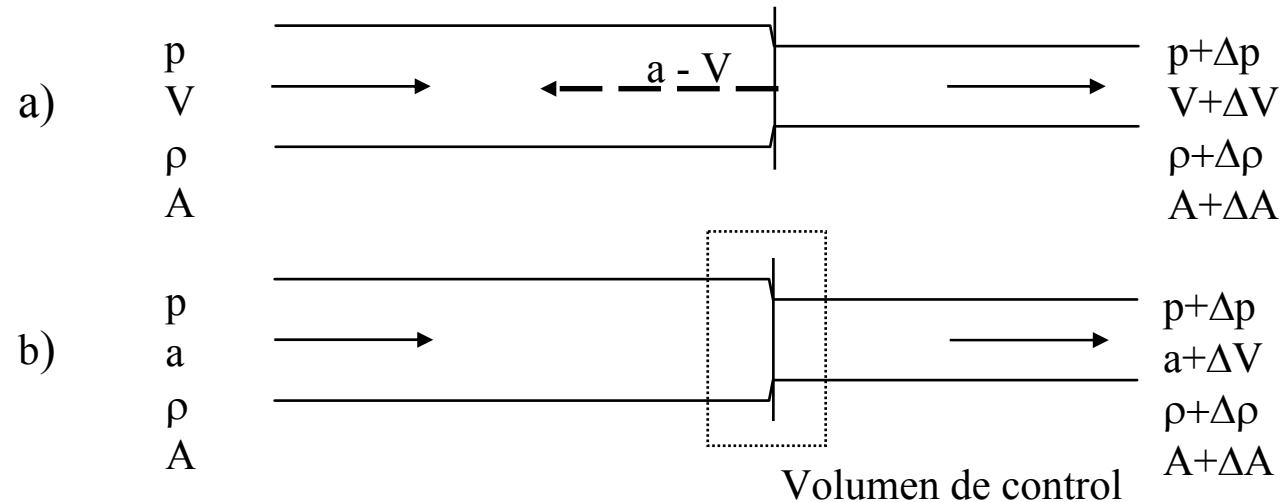 a)
p
V
ρ
A
a - V
p+Δp
V+ΔV
ρ+Δρ
A+ΔA
b)
p
a
ρ
A
p+Δp
a+ΔV
ρ+Δρ
A+ΔA
Volumen de control